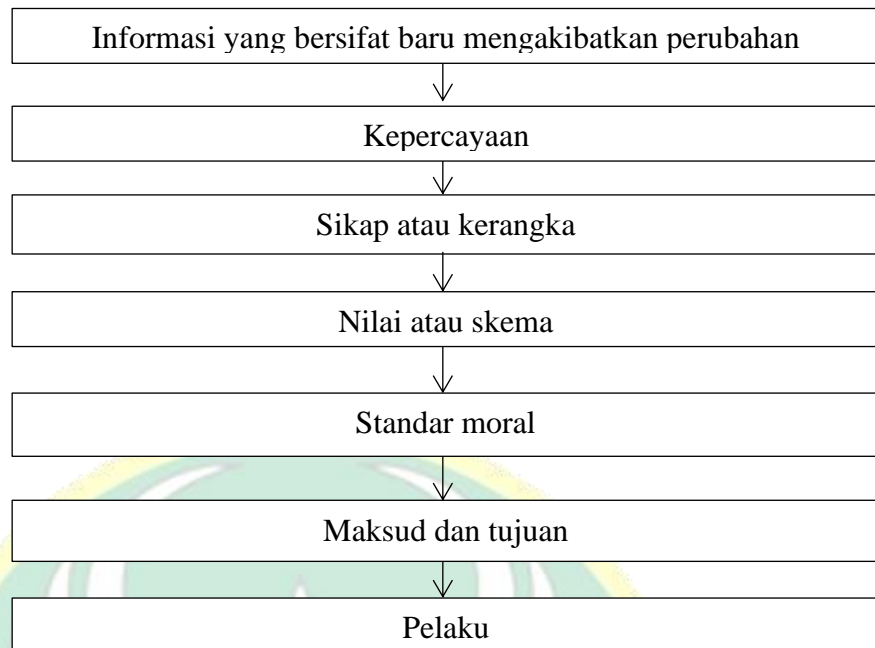 Informasi yang bersifat baru mengakibatkan perubahan
Kepercayaan
Sikap atau kerangka
Nilai atau skema
Standar moral
Maksud dan tujuan
Pelaku